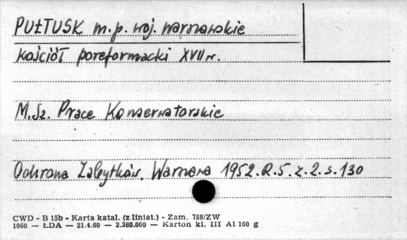 PUŁTUSK m.p. woj. warszawskie
Kościół poreformacki XVII w.
M.Sz. Prace Konserwatorskie
Ochrona Zabytków. Warszawa 1952.R.5.z.2.s.130
CWD - B 15b - Karta katal. (z liniat.) - Zam. 788/ZW
1060 — ŁDA — 21.4.60 — 2.360.000 — Karton kl. III A1 160 g